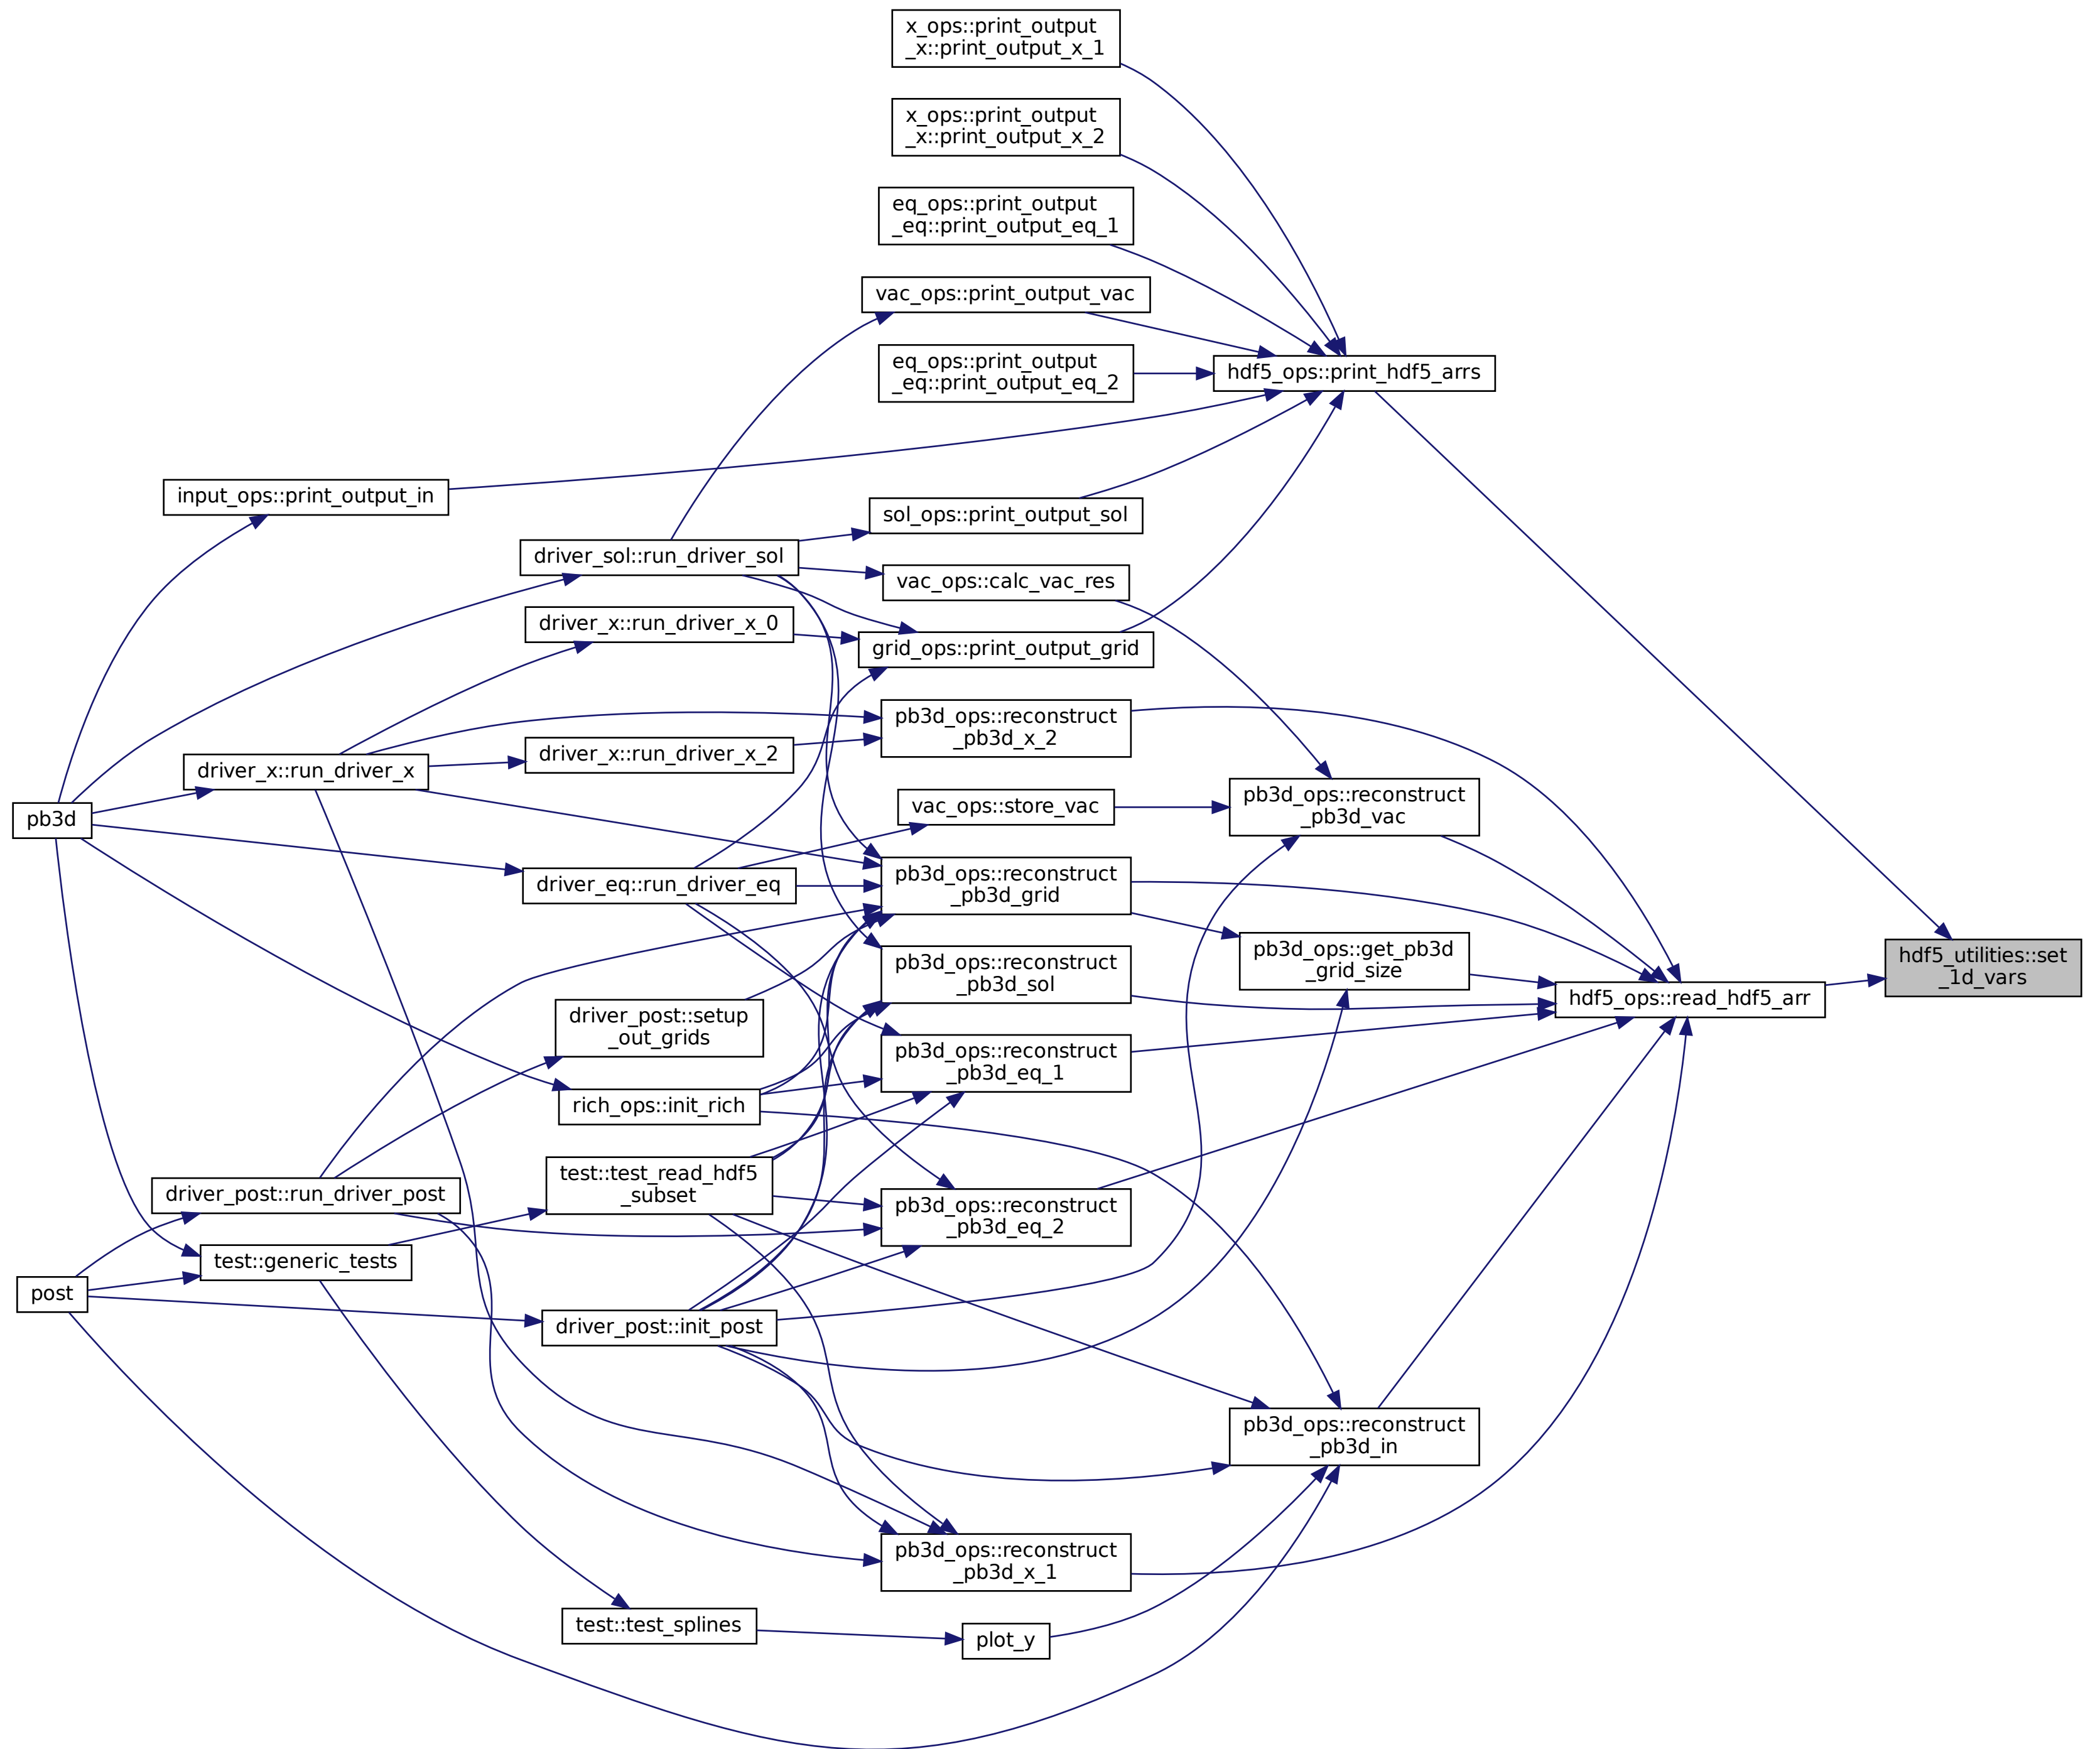 x_ops::print_output
_x::print_output_x_1
x_ops::print_output
_x::print_output_x_2
eq_ops::print_output
_eq::print_output_eq_1
vac_ops::print_output_vac
eq_ops::print_output
_eq::print_output_eq_2
hdf5_ops::print_hdf5_arrs
input_ops::print_output_in
sol_ops::print_output_sol
driver_sol::run_driver_sol
vac_ops::calc_vac_res
driver_x::run_driver_x_0
grid_ops::print_output_grid
pb3d_ops::reconstruct
_pb3d_x_2
driver_x::run_driver_x_2
driver_x::run_driver_x
pb3d
vac_ops::store_vac
pb3d_ops::reconstruct
_pb3d_vac
driver_eq::run_driver_eq
pb3d_ops::reconstruct
_pb3d_grid
pb3d_ops::get_pb3d
_grid_size
hdf5_utilities::set
_1d_vars
pb3d_ops::reconstruct
_pb3d_sol
hdf5_ops::read_hdf5_arr
driver_post::setup
_out_grids
pb3d_ops::reconstruct
_pb3d_eq_1
rich_ops::init_rich
test::test_read_hdf5
_subset
driver_post::run_driver_post
pb3d_ops::reconstruct
_pb3d_eq_2
test::generic_tests
post
driver_post::init_post
pb3d_ops::reconstruct
_pb3d_in
pb3d_ops::reconstruct
_pb3d_x_1
test::test_splines
plot_y